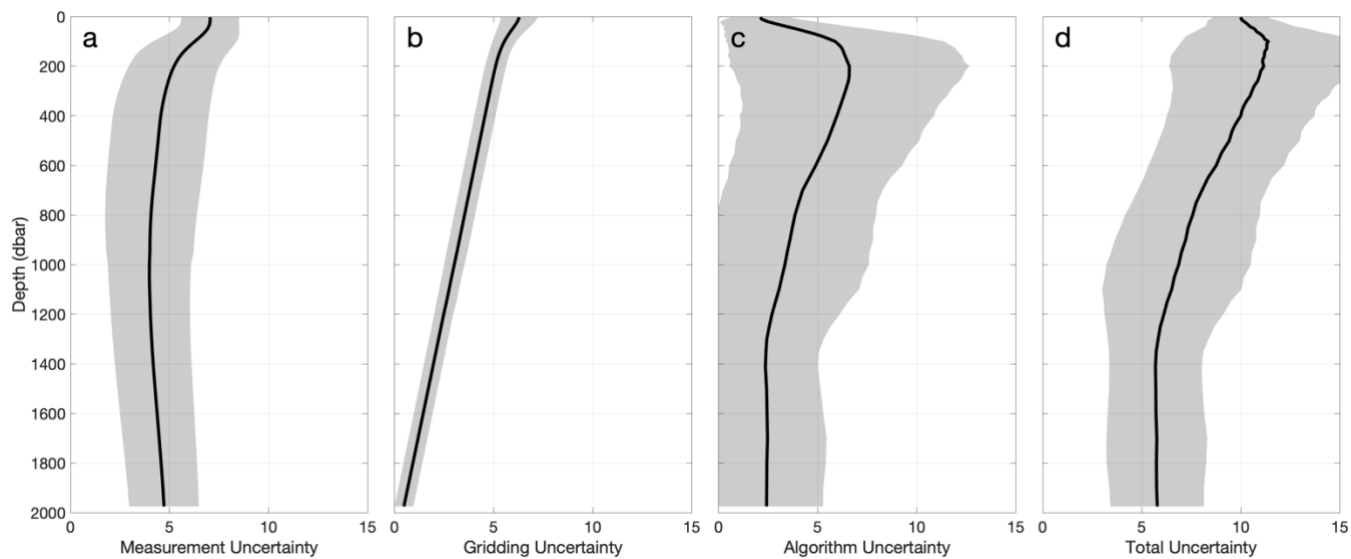 a
b
c
d
Depth (dbar)
0
200
400
600
800
1000
1200
1400
1600
1800
2000
0 5 10 15
0 5 10 15
0 5 10 15
0 5 10 15
Measurement Uncertainty
Gridding Uncertainty
Algorithm Uncertainty
Total Uncertainty